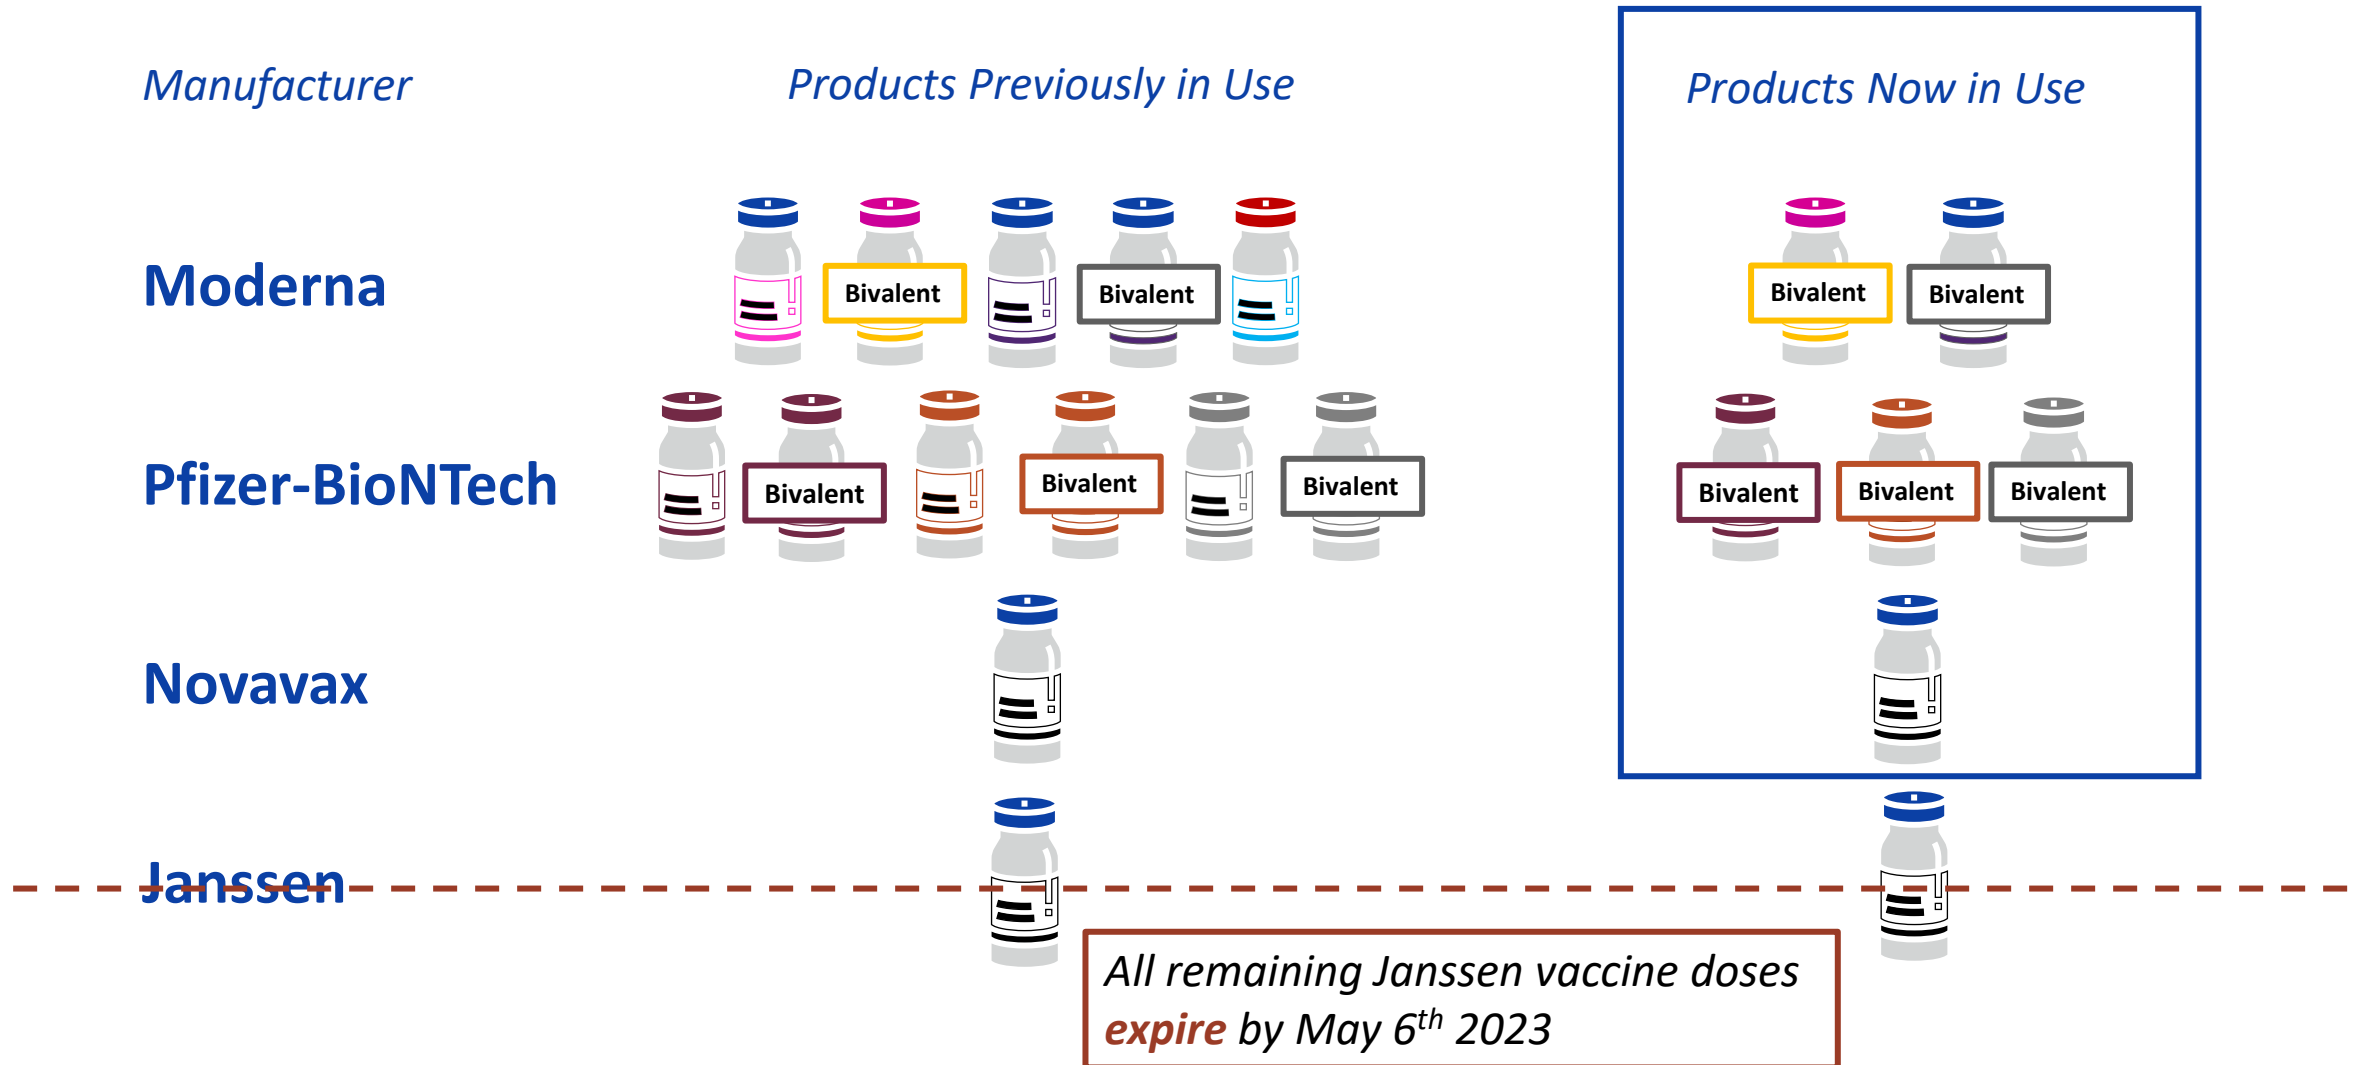 Manufacturer
Products Previously in Use
Products Now in Use
Moderna
Bivalent
Bivalent
Bivalent
Bivalent
Pfizer-BioNTech
Bivalent
Bivalent
Bivalent
Bivalent
Bivalent
Bivalent
Novavax
Janssen
All remaining Janssen vaccine doses
expire by May 6th 2023